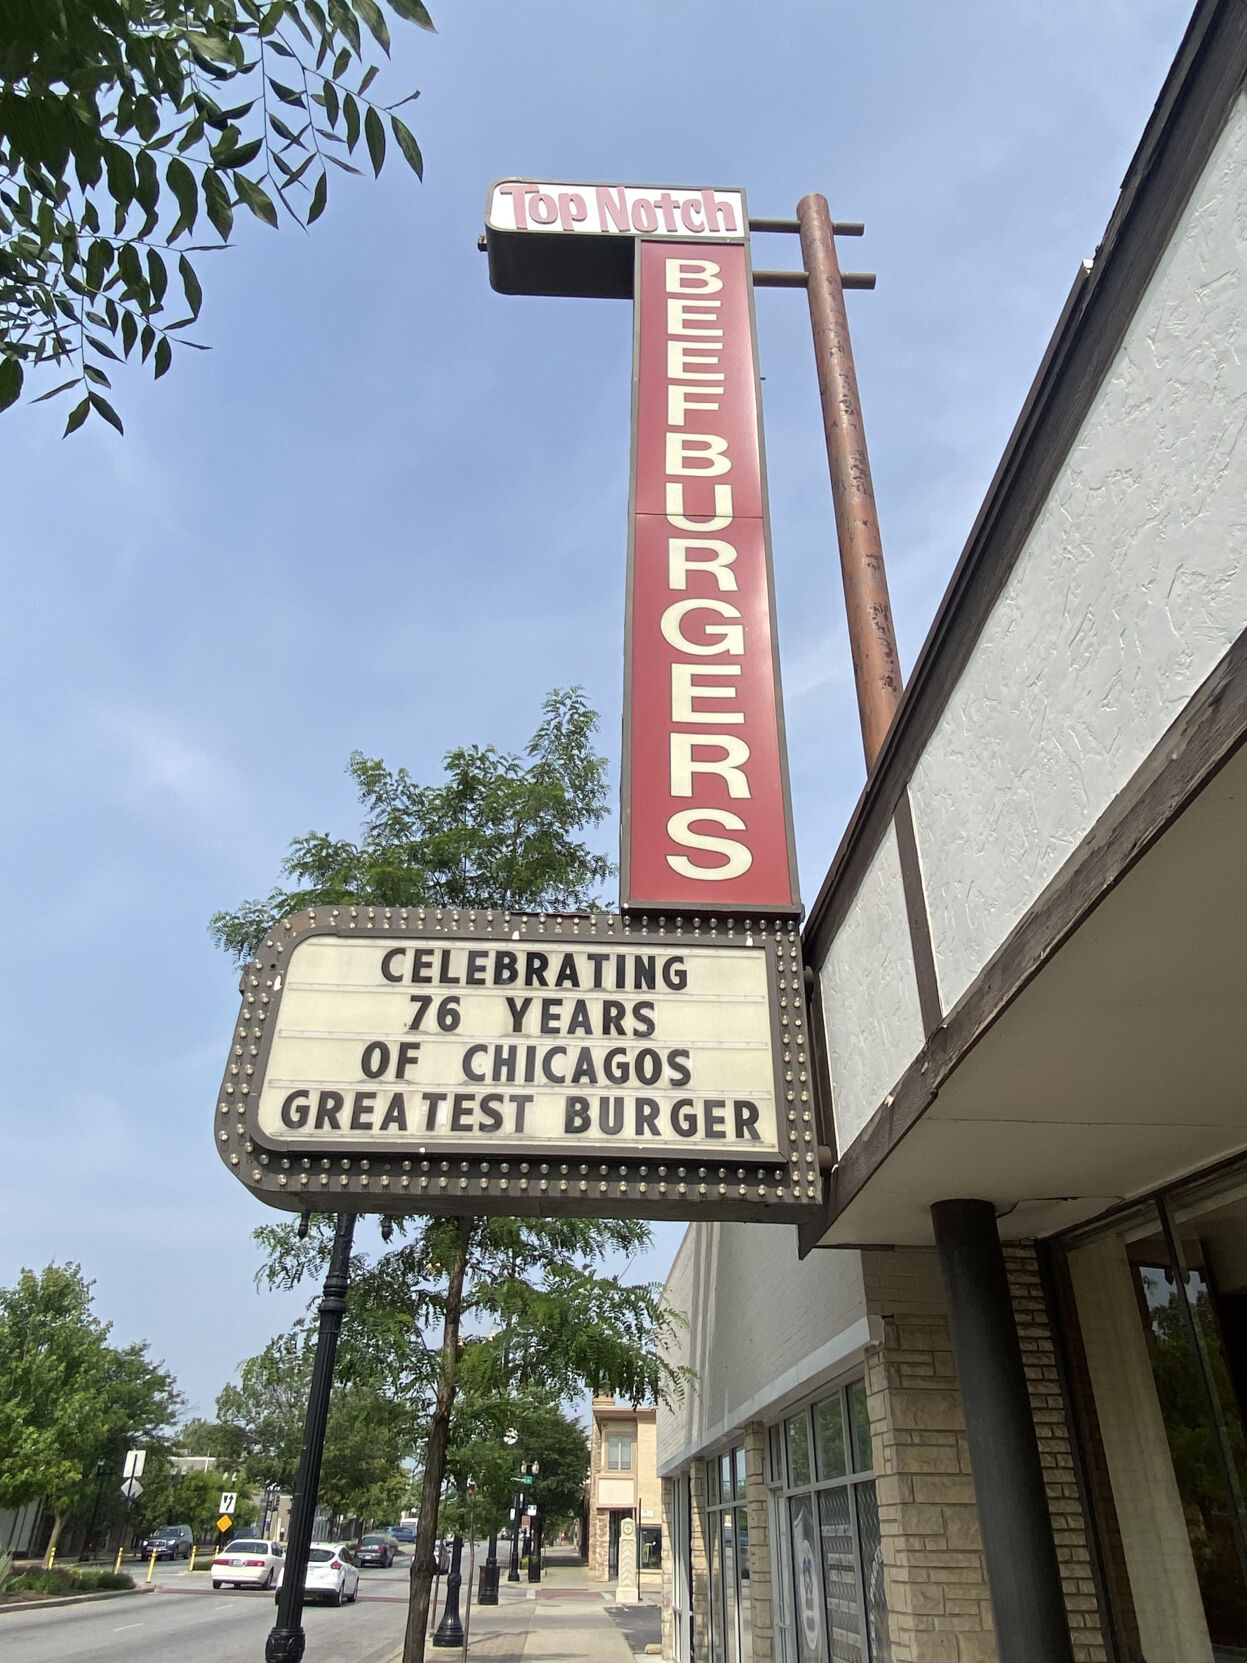 Top Notch
BEEFBURGERS
CELEBRATING
76 YEARS
OF CHICAGOS
GREATEST BURGER